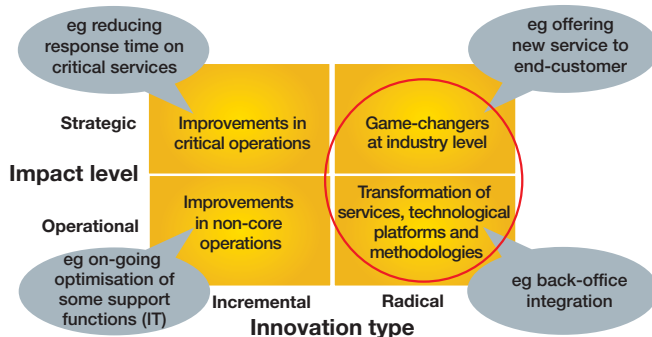 eg reducing
response time on
critical services
eg offering
new service to
end-customer
Strategic
Improvements in
critical operations
Game-changers
at industry level
Impact level
Operational
Improvements
in non-core
operations
Transformation of
services, technological
platforms and
methodologies
eg on-going
optimisation of
some support
functions (IT)
eg back-office
integration
Incremental
Radical
Innovation type